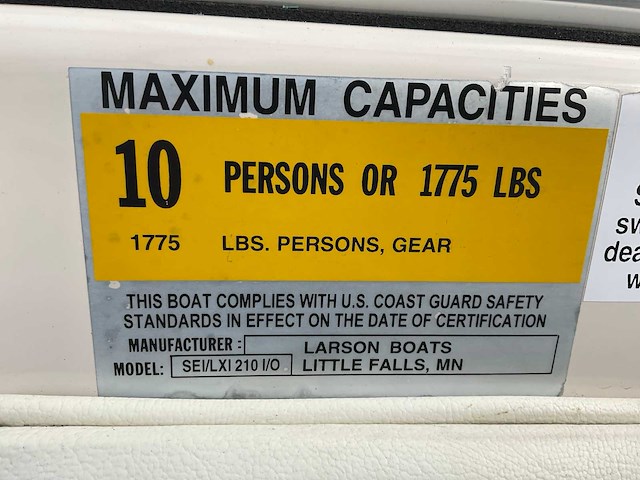 MAXIMUM CAPACITIES
10 PERSONS OR 1775 LBS
1775 LBS. PERSONS, GEAR
THIS BOAT COMPLIES WITH U.S. COAST GUARD SAFETY
STANDARDS IN EFFECT ON THE DATE OF CERTIFICATION
MANUFACTURER : LARSON BOATS
MODEL: SEI/LXI 210 I/O LITTLE FALLS, MN